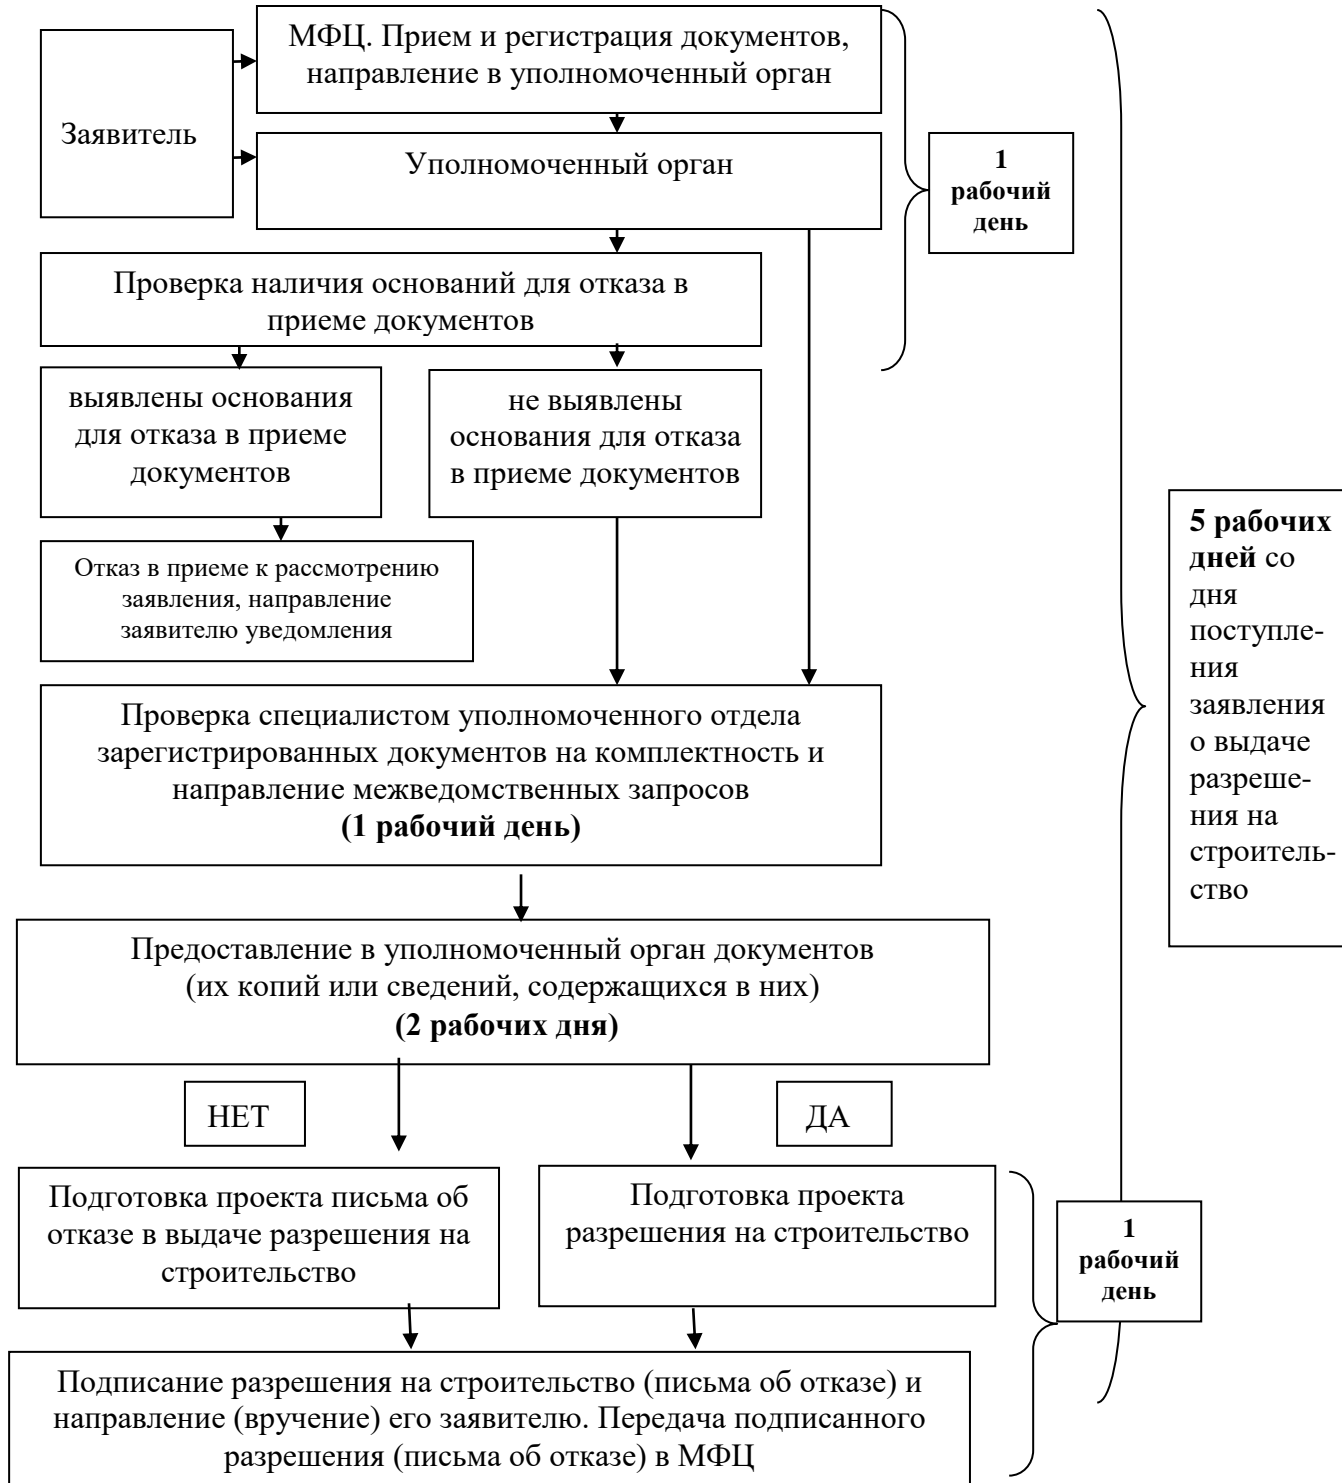 МФЦ. Прием и регистрация документов,
направление в уполномоченный орган
Заявитель
Уполномоченный орган
1
рабочий
день
Проверка наличия оснований для отказа в
приеме документов
выявлены основания
для отказа в приеме
документов
не выявлены
основания для отказа
в приеме документов
Отказ в приеме к рассмотрению
заявления, направление
заявителю уведомления
5 рабочих
дней со
дня
поступле-
ния
заявления
о выдаче
разреше-
ния на
строитель-
ство
Проверка специалистом уполномоченного отдела
зарегистрированных документов на комплектность и
направление межведомственных запросов
(1 рабочий день)
Предоставление в уполномоченный орган документов
(их копий или сведений, содержащихся в них)
(2 рабочих дня)
НЕТ
ДА
Подготовка проекта письма об
отказе в выдаче разрешения на
строительство
Подготовка проекта
разрешения на строительство
1
рабочий
день
Подписание разрешения на строительство (письма об отказе) и
направление (вручение) его заявителю. Передача подписанного
разрешения (письма об отказе) в МФЦ